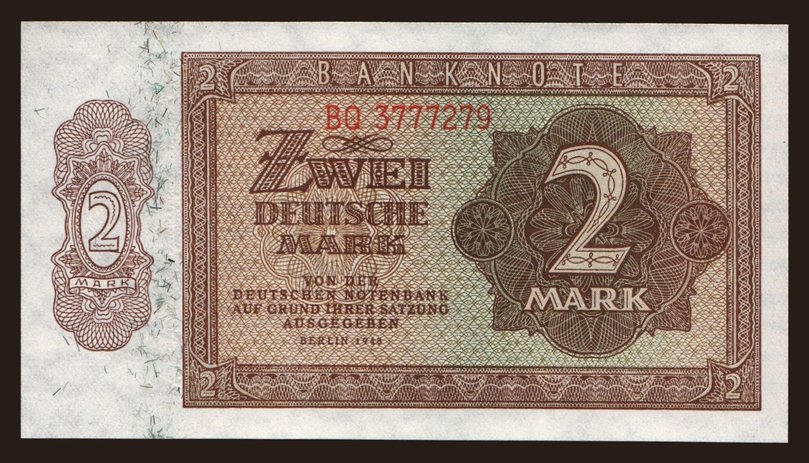 2 BANKNOTE 2
BQ 3777279
ZWEI
DEUTSCHE
MARK
VON DER
DEUTSCHEN NOTENBANK
AUF GRUND IHRER SATZUNG
AUSGEGEBEN
BERLIN 1948
2
MARK
2
MARK
2 2